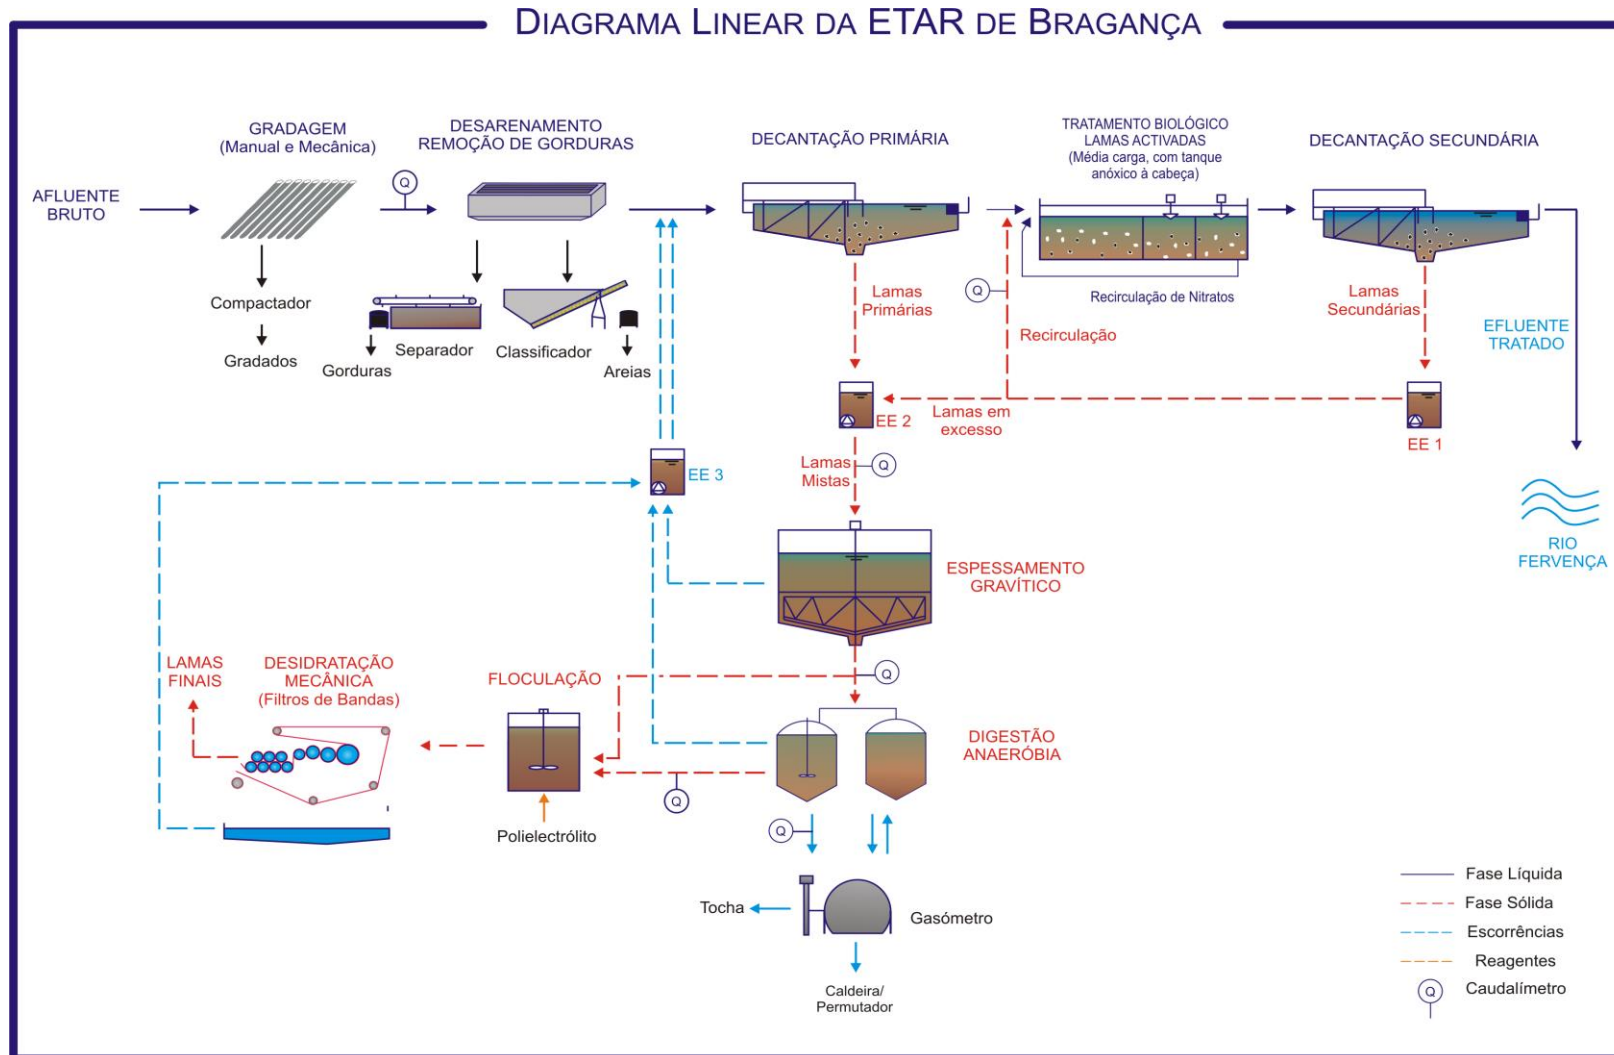 DIAGRAMA LINEAR DA ETAR DE BRAGANÇA
AFLUENTE
BRUTO
GRADAGEM
(Manual e Mecânica)
Q
DESARENAMENTO
REMOÇÃO DE GORDURAS
DECANTAÇÃO PRIMÁRIA
TRATAMENTO BIOLÓGICO
LAMAS ACTIVADAS
(Média carga, com tanque
anóxico à cabeça)
DECANTAÇÃO SECUNDÁRIA
Compactador
Gradados
Gorduras
Separador
Classificador
Areias
Lamas
Primárias
Q
Recirculação de Nitratos
Recirculação
Lamas
Secundárias
EFLUENTE
TRATADO
EE 2
Lamas em
excesso
EE 1
EE 3
Lamas
Mistas
Q
RIO
FERVENÇA
ESPESSAMENTO
GRAVÍTICO
Q
LAMAS
FINAIS
DESIDRATAÇÃO
MECÂNICA
(Filtros de Bandas)
FLOCULAÇÃO
DIGESTÃO
ANAERÓBIA
Q
Polielectrólito
Q
Tocha
Gasómetro
Caldeira/
Permutador
Fase Líquida
Fase Sólida
Escorrências
Reagentes
Q
Caudalímetro